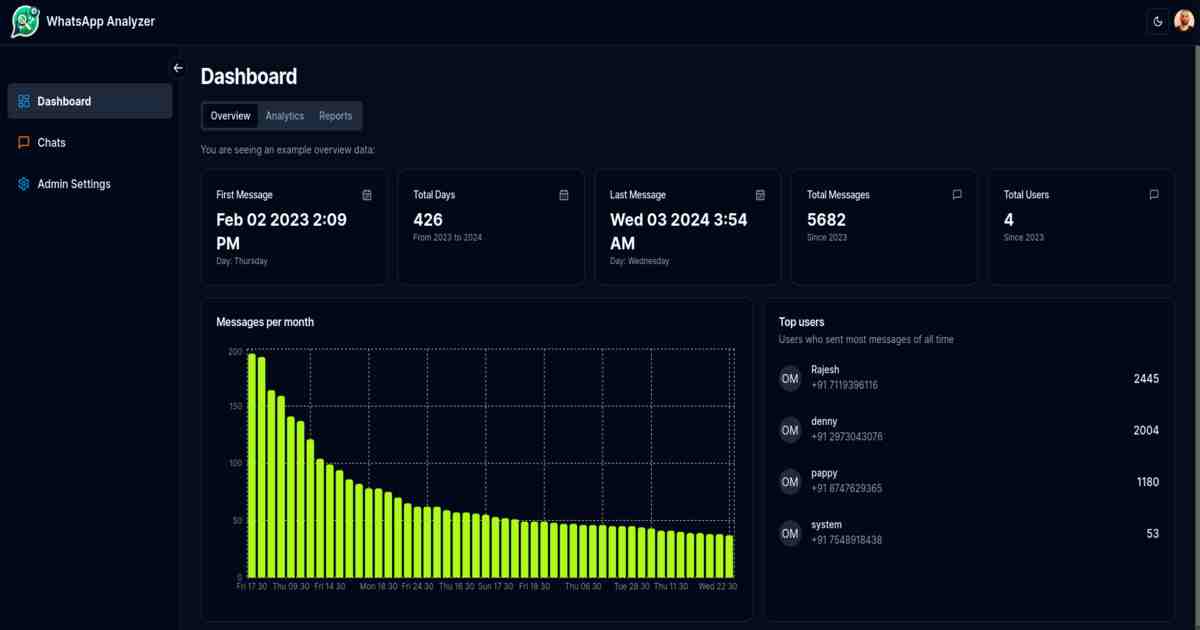 WhatsApp Analyzer
Dashboard
Chats
Admin Settings
Dashboard
Overview Analytics Reports
You are seeing an example overview data:
First Message
Feb 02 2023 2:09
PM
Day: Thursday
Total Days
426
From 2023 to 2024
Last Message
Wed 03 2024 3:54
AM
Day: Wednesday
Total Messages
5682
Since 2023
Total Users
4
Since 2023
Messages per month
200
150
100
50
0
Fri 17 30 Thu 09 30 Fri 14 30 Mon 18 30 Fri 24 30 Thu 16 30 Sun 17 30 Fri 18 30 Thu 06 30 Tue 28 30 Thu 11 30 Wed 22 30
Top users
Users who sent most messages of all time
OM Rajesh 2445
+91 7119396116
OM denny 2004
+91 2973043076
OM pappy 1180
+91 8747629365
OM system 53
+91 7548918438